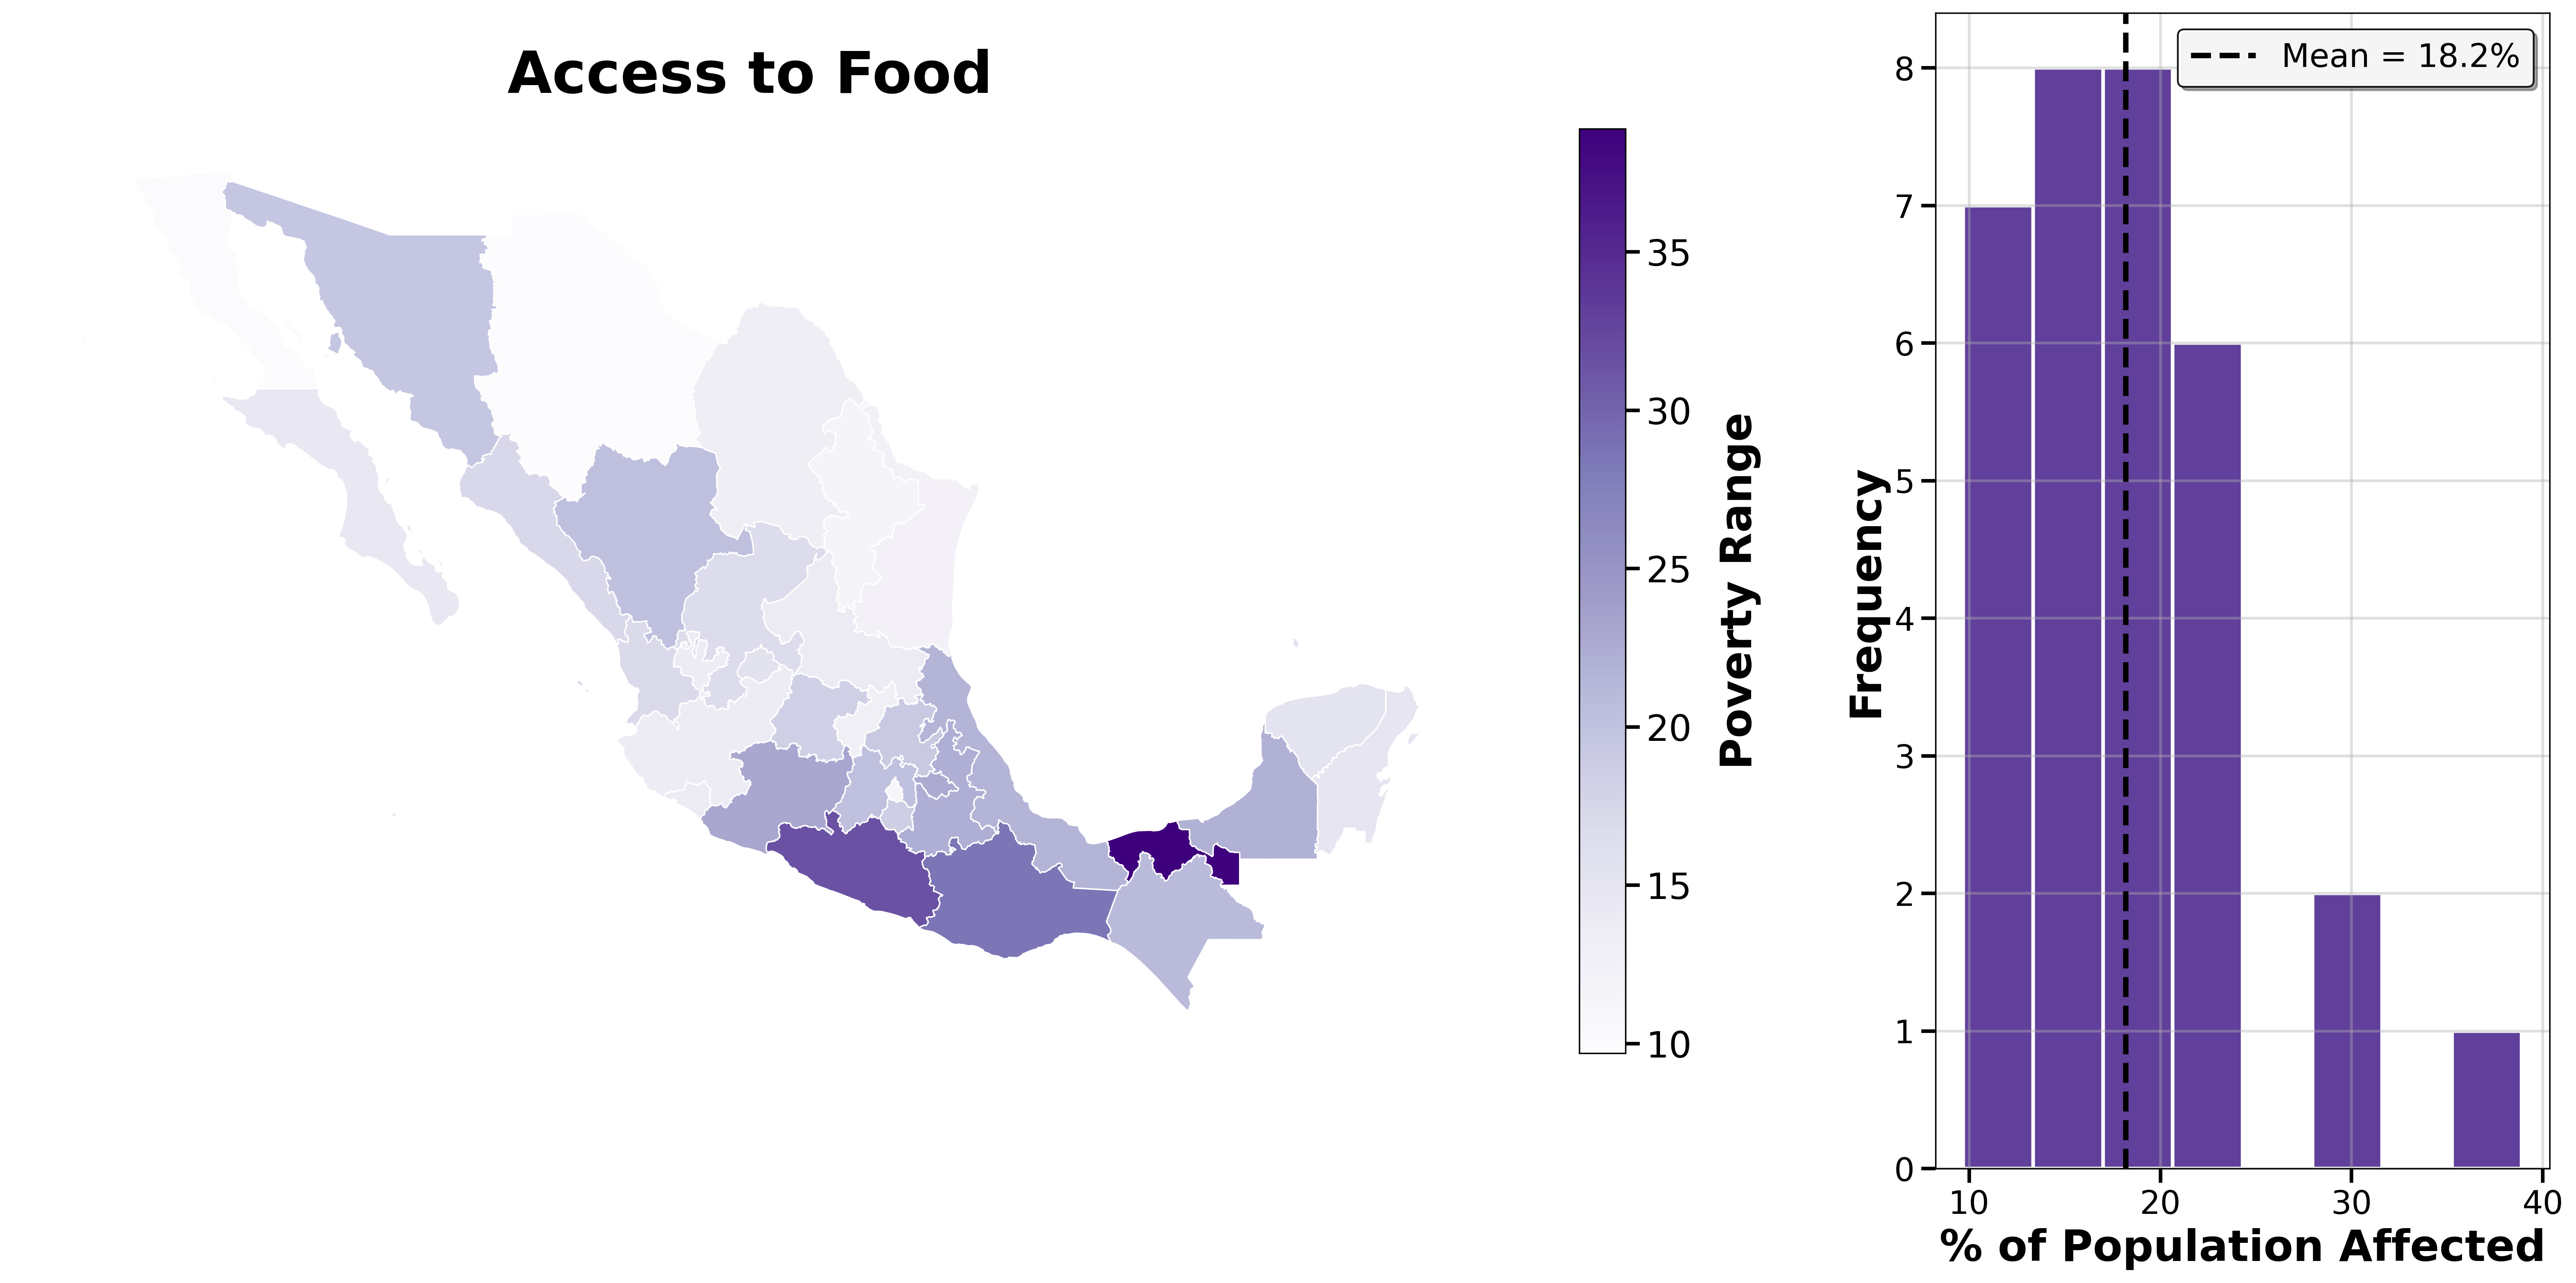 Access to Food
35
30
25
20
15
10
Poverty Range
Mean = 18.2%
8
7
6
5
4
3
2
1
0
Frequency
10 20 30 40
% of Population Affected